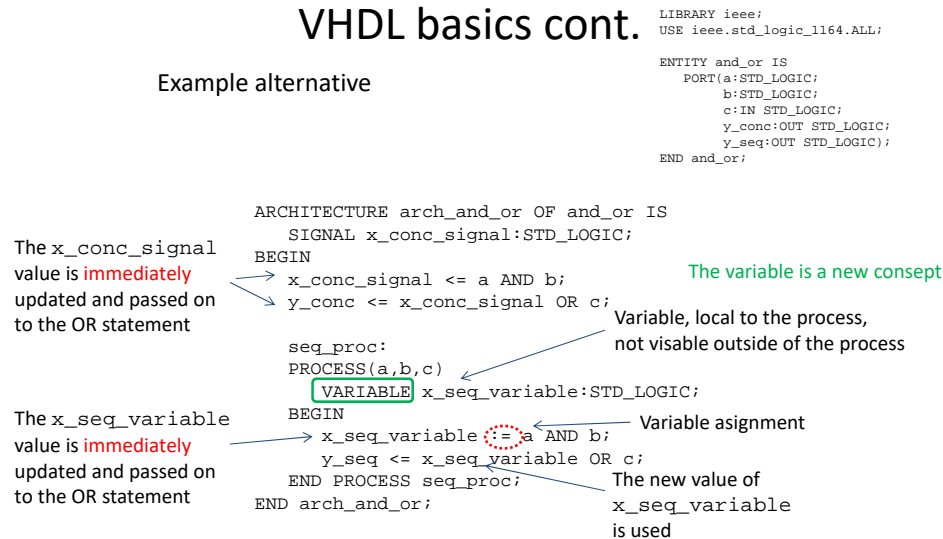 VHDL basics cont.
LIBRARY ieee;
USE ieee.std_logic_1164.ALL;
ENTITY and_or IS
PORT(a:STD_LOGIC;
b:STD_LOGIC;
c:IN STD_LOGIC;
y_conc:OUT STD_LOGIC;
y_seq:OUT STD_LOGIC);
END and_or;
Example alternative
ARCHITECTURE arch_and_or OF and_or IS
SIGNAL x_conc_signal:STD_LOGIC;
BEGIN
x_conc_signal <= a AND b;
y_conc <= x_conc_signal OR c;
The x_conc_signal
value is immediately
updated and passed on
to the OR statement
The variable is a new consept
Variable, local to the process,
not visable outside of the process
seq_proc:
PROCESS(a,b,c)
VARIABLE x_seq_variable:STD_LOGIC;
BEGIN
x_seq_variable := a AND b;
y_seq <= x_seq_variable OR c;
END PROCESS seq_proc;
END arch_and_or;
The x_seq_variable
value is immediately
updated and passed on
to the OR statement
Variable asignment
The new value of
x_seq_variable
is used